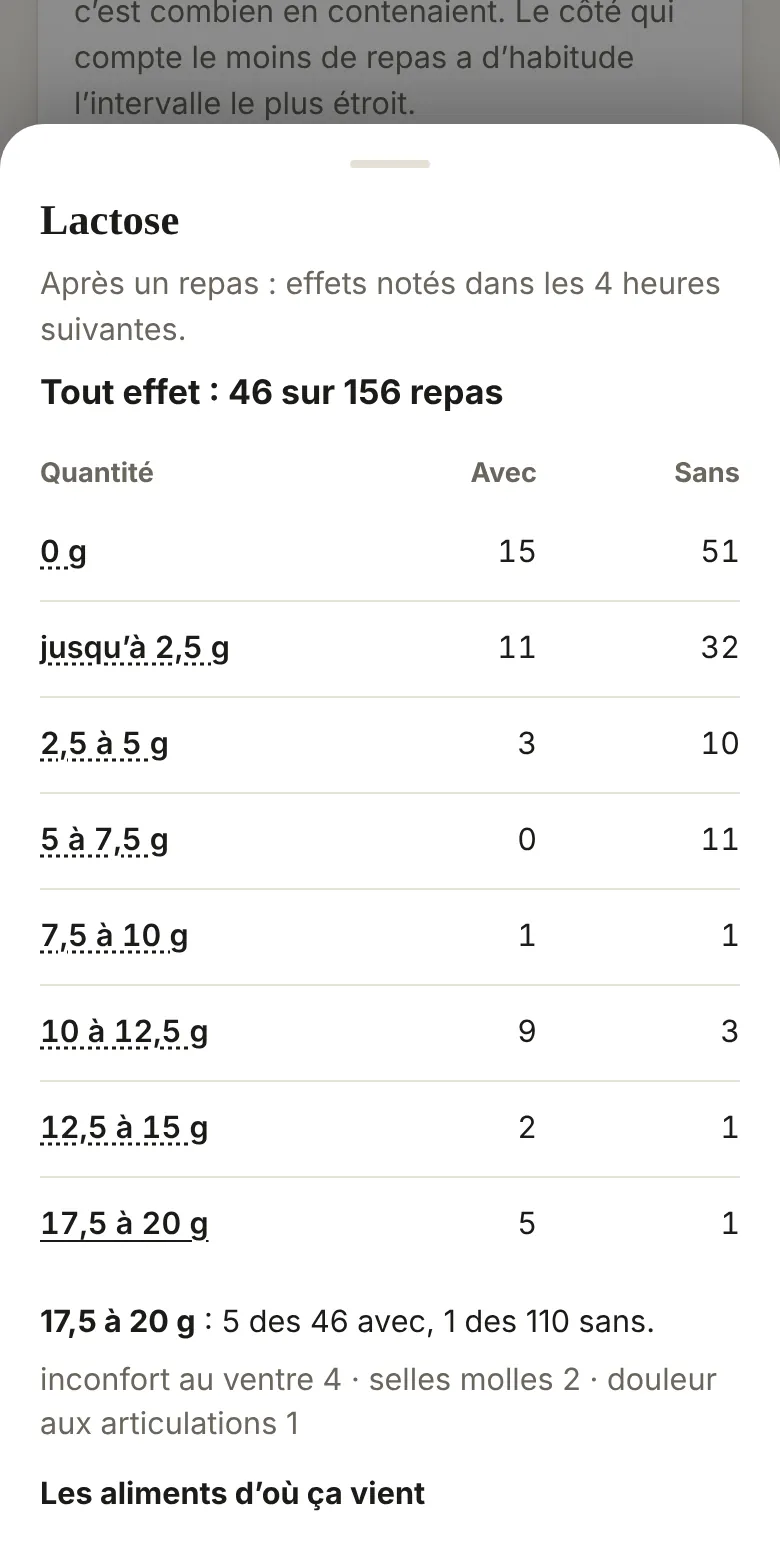 c’est combien en contenaient. Le côté qui
compte le moins de repas a d’habitude
l’intervalle le plus étroit.
Lactose
Après un repas : effets notés dans les 4 heures
suivantes.
Tout effet : 46 sur 156 repas
Quantité Avec Sans
0 g 15 51
jusqu’à 2,5 g 11 32
2,5 à 5 g 3 10
5 à 7,5 g 0 11
7,5 à 10 g 1 1
10 à 12,5 g 9 3
12,5 à 15 g 2 1
17,5 à 20 g 5 1
17,5 à 20 g : 5 des 46 avec, 1 des 110 sans.
inconfort au ventre 4 · selles molles 2 · douleur
aux articulations 1
Les aliments d’où ça vient